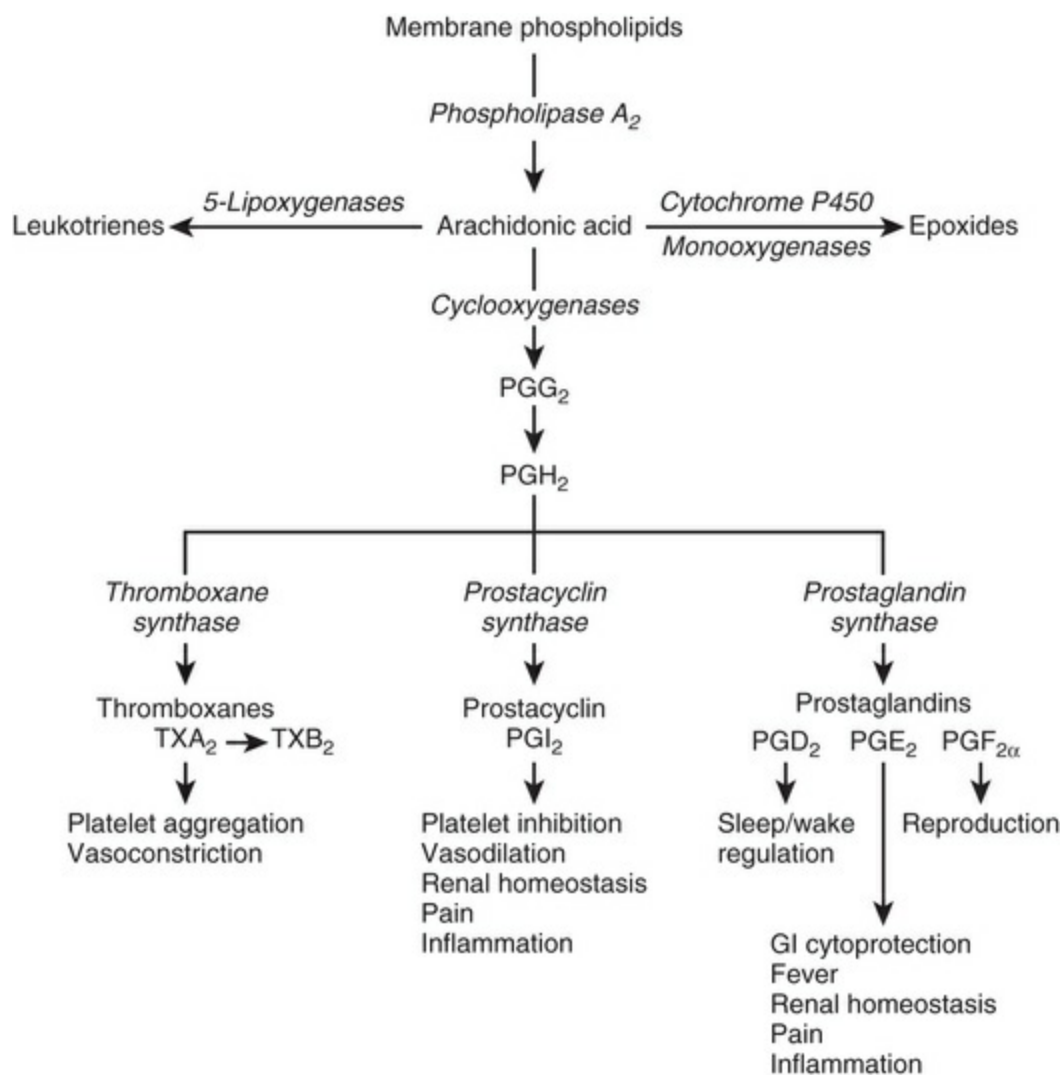 Membrane phospholipids
Phospholipase A₂
5-Lipoxygenases
Cytochrome P450
Leukotrienes
Arachidonic acid
Epoxides
Monooxygenases
Cyclooxygenases
PGG₂
PGH₂
Thromboxane
synthase
Prostacyclin
synthase
Prostaglandin
synthase
Thromboxanes
TXA₂ TXB₂
Prostacyclin
PGI₂
Prostaglandins
PGD₂ PGE₂ PGF₂α
Platelet aggregation
Vasoconstriction
Platelet inhibition
Vasodilation
Renal homeostasis
Pain
Inflammation
Sleep/wake
regulation
Reproduction
GI cytoprotection
Fever
Renal homeostasis
Pain
Inflammation